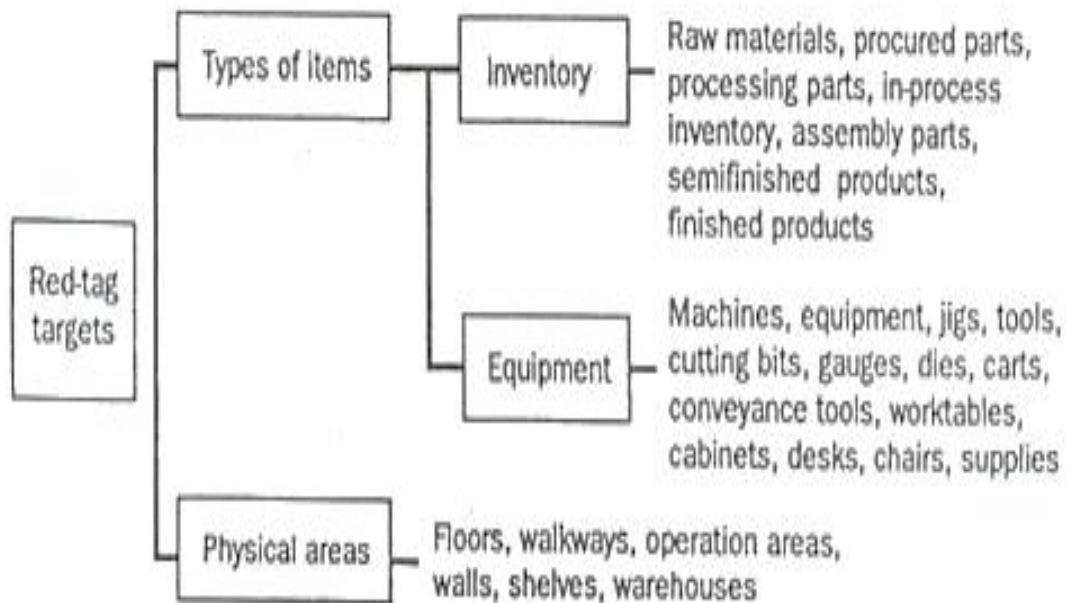 Red-tag
targets
Types of items
Inventory
Raw materials, procured parts,
processing parts, in-process
inventory, assembly parts,
semifinished products,
finished products
Equipment
Machines, equipment, jigs, tools,
cutting bits, gauges, dies, carts,
conveyance tools, worktables,
cabinets, desks, chairs, supplies
Physical areas
Floors, walkways, operation areas,
walls, shelves, warehouses